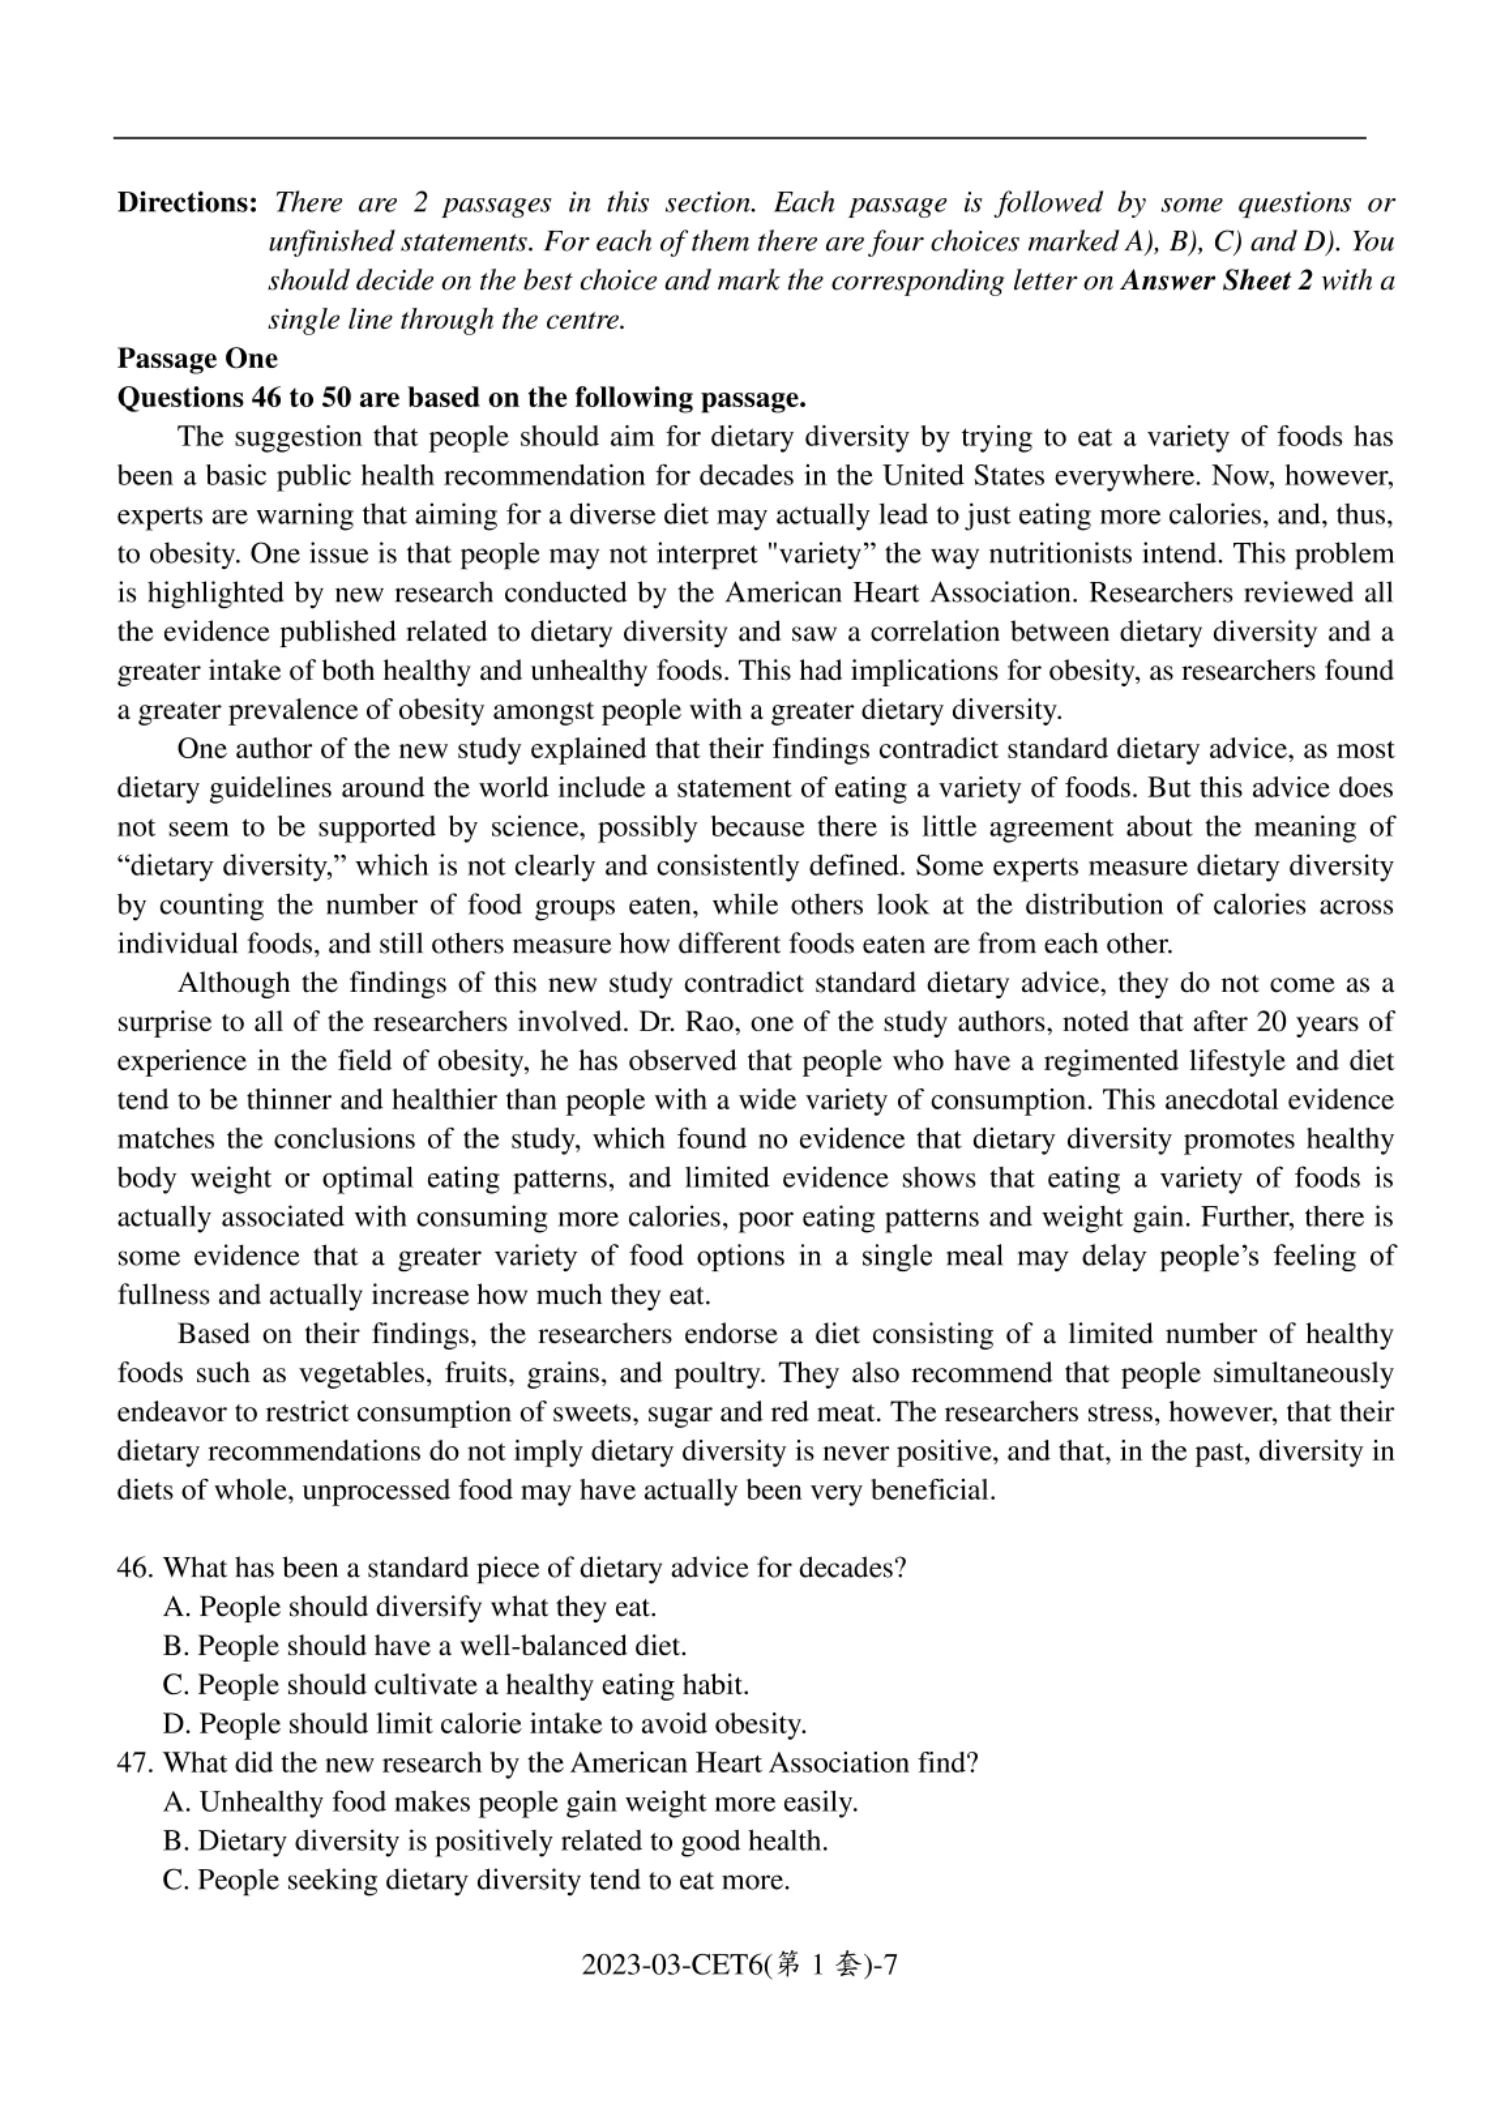 Directions: There are 2 passages in this section. Each passage is followed by some questions or
unfinished statements. For each of them there are four choices marked A), B), C) and D). You
should decide on the best choice and mark the corresponding letter on Answer Sheet 2 with a
single line through the centre.
Passage One
Questions 46 to 50 are based on the following passage.
The suggestion that people should aim for dietary diversity by trying to eat a variety of foods has
been a basic public health recommendation for decades in the United States everywhere. Now, however,
experts are warning that aiming for a diverse diet may actually lead to just eating more calories, and, thus,
to obesity. One issue is that people may not interpret "variety” the way nutritionists intend. This problem
is highlighted by new research conducted by the American Heart Association. Researchers reviewed all
the evidence published related to dietary diversity and saw a correlation between dietary diversity and a
greater intake of both healthy and unhealthy foods. This had implications for obesity, as researchers found
a greater prevalence of obesity amongst people with a greater dietary diversity.
One author of the new study explained that their findings contradict standard dietary advice, as most
dietary guidelines around the world include a statement of eating a variety of foods. But this advice does
not seem to be supported by science, possibly because there is little agreement about the meaning of
“dietary diversity,” which is not clearly and consistently defined. Some experts measure dietary diversity
by counting the number of food groups eaten, while others look at the distribution of calories across
individual foods, and still others measure how different foods eaten are from each other.
Although the findings of this new study contradict standard dietary advice, they do not come as a
surprise to all of the researchers involved. Dr. Rao, one of the study authors, noted that after 20 years of
experience in the field of obesity, he has observed that people who have a regimented lifestyle and diet
tend to be thinner and healthier than people with a wide variety of consumption. This anecdotal evidence
matches the conclusions of the study, which found no evidence that dietary diversity promotes healthy
body weight or optimal eating patterns, and limited evidence shows that eating a variety of foods is
actually associated with consuming more calories, poor eating patterns and weight gain. Further, there is
some evidence that a greater variety of food options in a single meal may delay people’s feeling of
fullness and actually increase how much they eat.
Based on their findings, the researchers endorse a diet consisting of a limited number of healthy
foods such as vegetables, fruits, grains, and poultry. They also recommend that people simultaneously
endeavor to restrict consumption of sweets, sugar and red meat. The researchers stress, however, that their
dietary recommendations do not imply dietary diversity is never positive, and that, in the past, diversity in
diets of whole, unprocessed food may have actually been very beneficial.
46. What has been a standard piece of dietary advice for decades?
A. People should diversify what they eat.
B. People should have a well-balanced diet.
C. People should cultivate a healthy eating habit.
D. People should limit calorie intake to avoid obesity.
47. What did the new research by the American Heart Association find?
A. Unhealthy food makes people gain weight more easily.
B. Dietary diversity is positively related to good health.
C. People seeking dietary diversity tend to eat more.
2023-03-CET6(第 1 套)-7